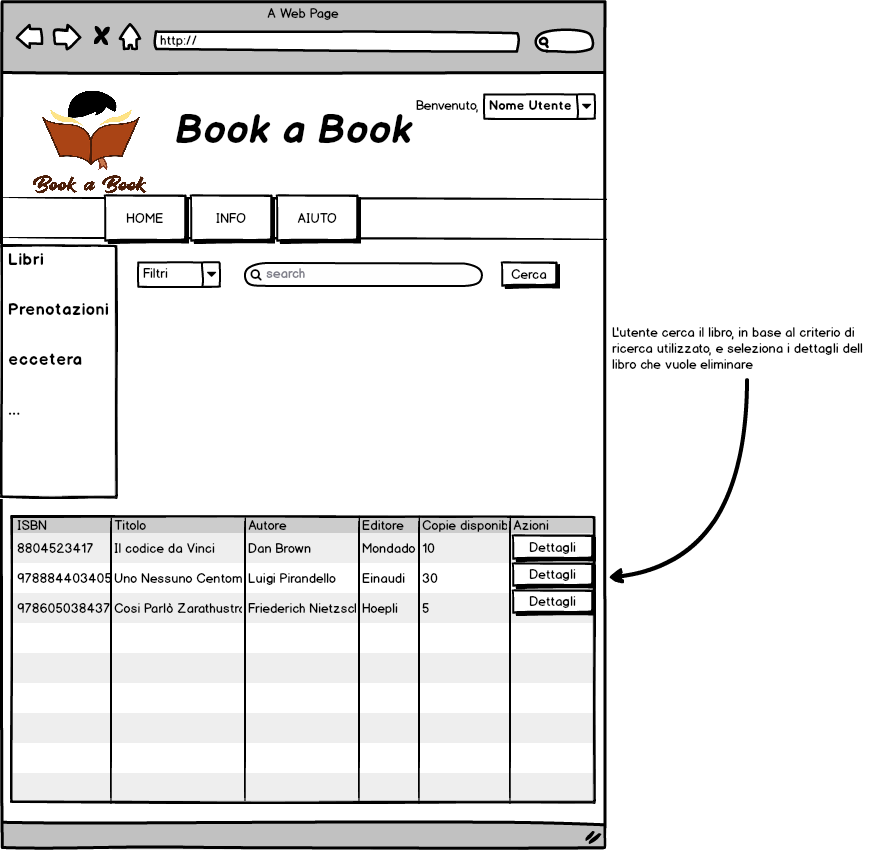 A Web Page
http://
Benvenuto,
Nome Utente
Book a Book
Book a Book
HOME
INFO
AIUTO
Libri
Prenotazioni
eccetera
...
Filtri
search
Cerca
L'utente cerca il libro, in base al criterio di
ricerca utilizzato, e seleziona i dettagli dell
libro che vuole eliminare
ISBN Titolo Autore Editore Copie disponib Azioni
8804523417 Il codice da Vinci Dan Brown Mondado 10 Dettagli
978884403405 Uno Nessuno Centom Luigi Pirandello Einaudi 30 Dettagli
978605038437 Cosi Parlò Zarathustra Friederich Nietzscl Hoepli 5 Dettagli